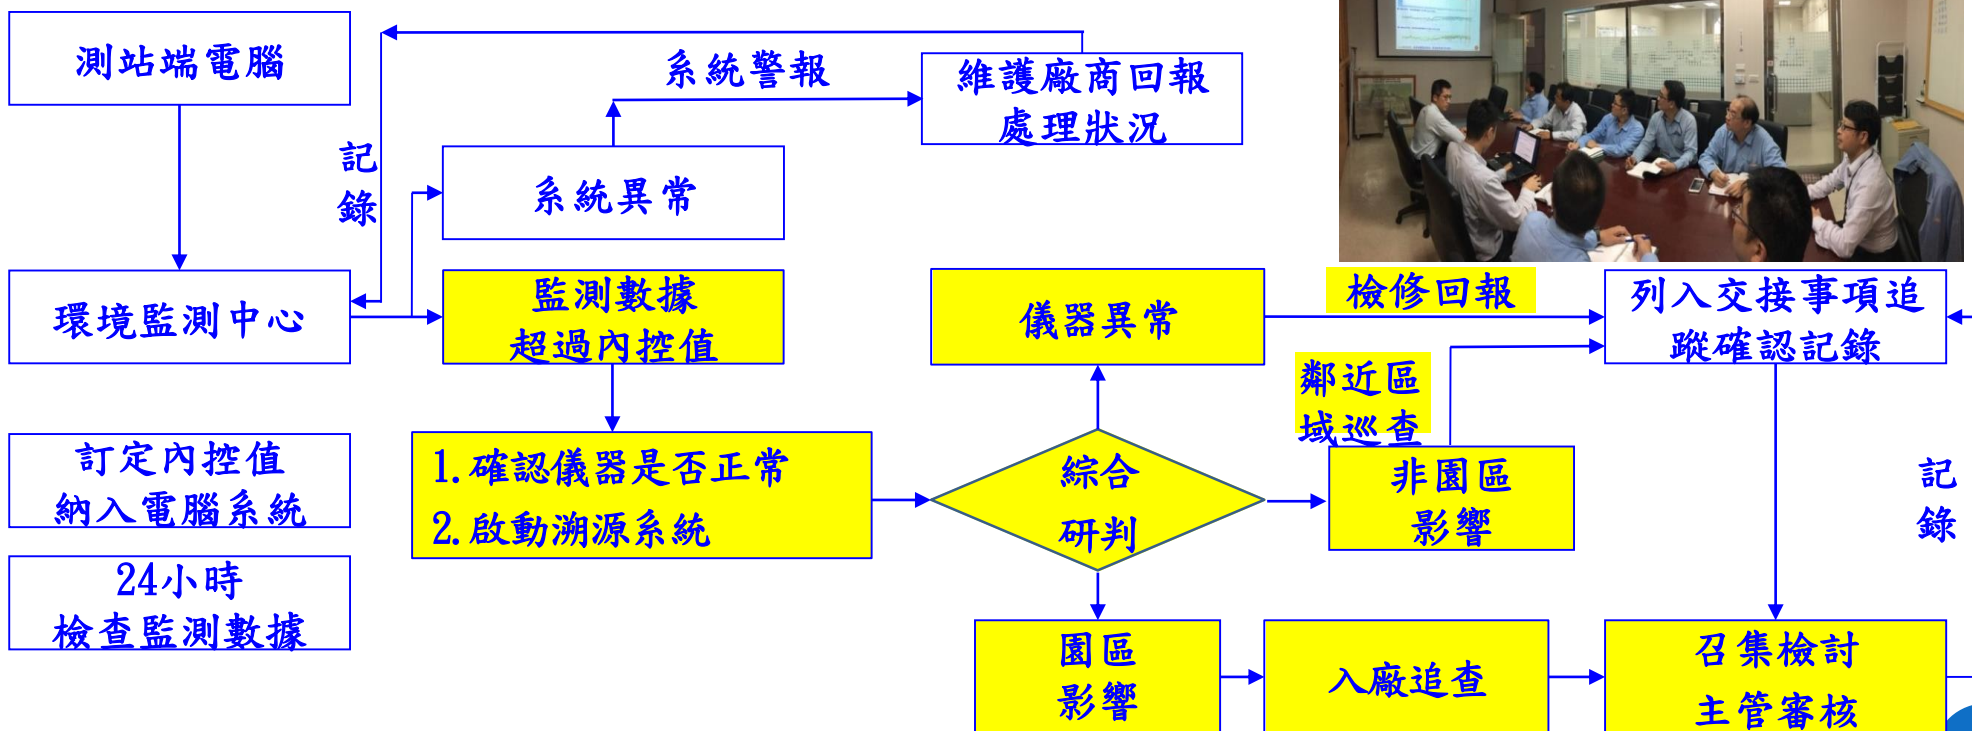 測站端電腦
系統警報
維護廠商回報
處理狀況
記
錄
系統異常
環境監測中心
監測數據
超過內控值
儀器異常
檢修回報
列入交接事項追
蹤確認記錄
鄰近區
域巡查
訂定內控值
納入電腦系統
1.確認儀器是否正常
2.啟動溯源系統
綜合
研判
非園區
影響
記
錄
24小時
檢查監測數據
園區
影響
入廠追查
召集檢討
主管審核